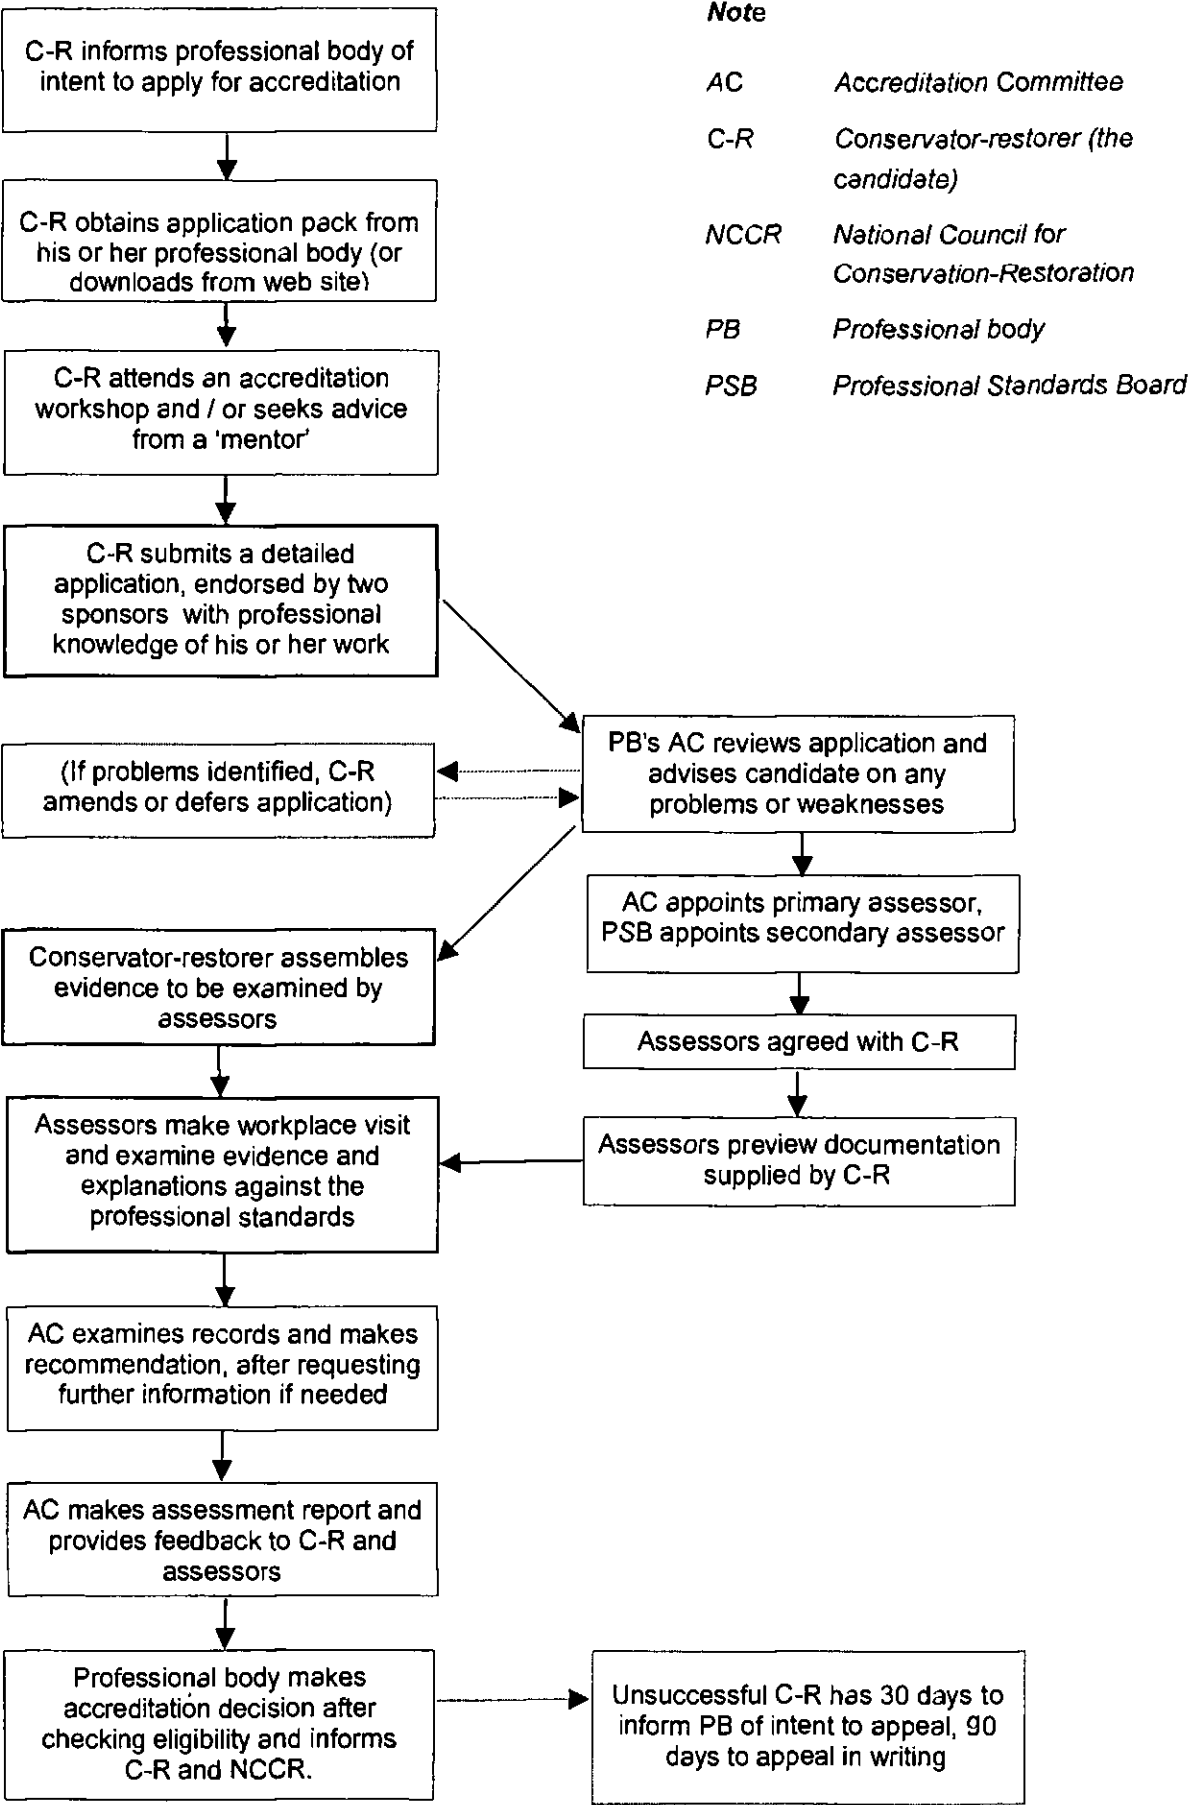 C-R informs professional body of
intent to apply for accreditation
C-R obtains application pack from
his or her professional body (or
downloads from web site)
C-R attends an accreditation
workshop and / or seeks advice
from a 'mentor'
C-R submits a detailed
application, endorsed by two
sponsors with professional
knowledge of his or her work
PB's AC reviews application and
advises candidate on any
problems or weaknesses
(If problems identified, C-R
amends or defers application)
AC appoints primary assessor,
PSB appoints secondary assessor
Assessors agreed with C-R
Assessors preview documentation
supplied by C-R
Conservator-restorer assembles
evidence to be examined by
assessors
Assessors make workplace visit
and examine evidence and
explanations against the
professional standards
AC examines records and makes
recommendation, after requesting
further information if needed
AC makes assessment report and
provides feedback to C-R and
assessors
Professional body makes
accreditation decision after
checking eligibility and informs
C-R and NCCR.
Unsuccessful C-R has 30 days to
inform PB of intent to appeal, 90
days to appeal in writing
Note
AC Accreditation Committee
C-R Conservator-restorer (the
candidate)
NCCR National Council for
Conservation-Restoration
PB Professional body
PSB Professional Standards Board